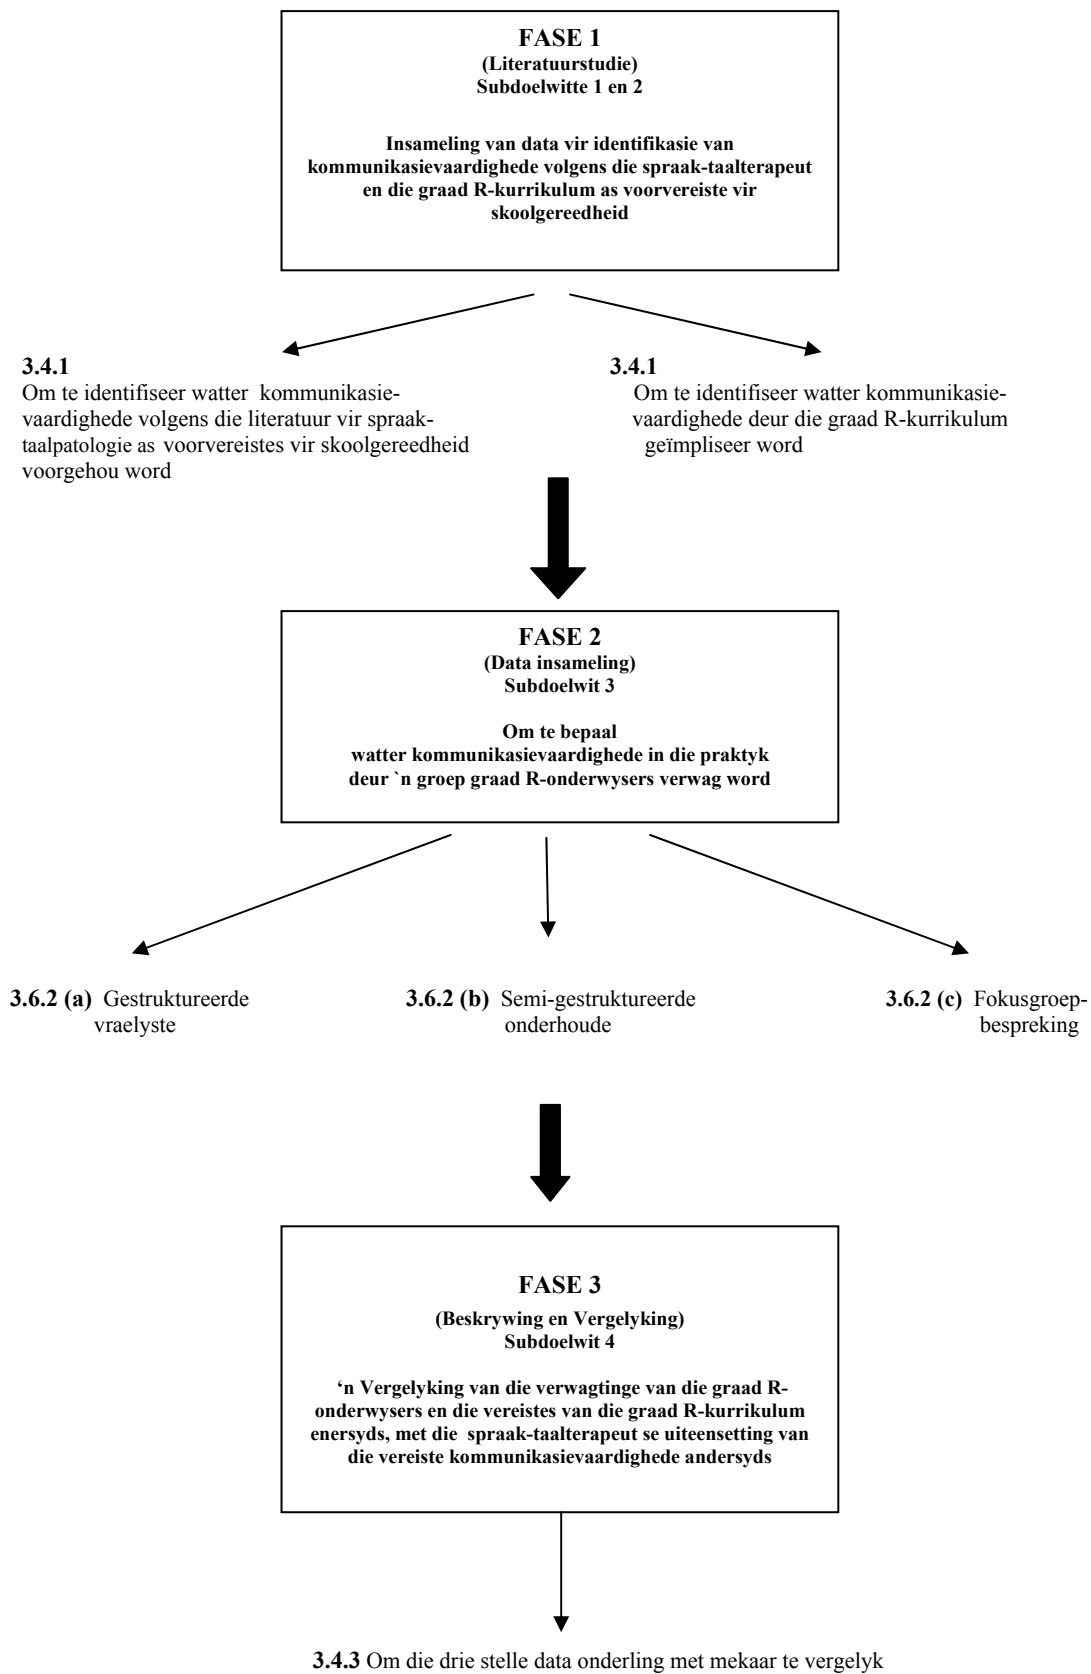 FASE 1
(Literatuurstudie)
Subdoelwitte 1 en 2
Insameling van data vir identifikasie van
kommunikasievaardighede volgens die spraak-taalterapeut
en die graad R-kurrikulum as voorvereiste vir
skoolgereedheid
3.4.1
Om te identifiseer watter kommunikasie-
vaardighede volgens die literatuur vir spraak-
taalpatologie as voorvereistes vir skoolgereedheid
voorgehou word
3.4.1
Om te identifiseer watter kommunikasie-
vaardighede deur die graad R-kurrikulum
geïmpliseer word
FASE 2
(Data insameling)
Subdoelwit 3
Om te bepaal
watter kommunikasievaardighede in die praktyk
deur `n groep graad R-onderwysers verwag word
3.6.2 (a) Gestruktureerde
vraelyste
3.6.2 (b) Semi-gestruktureerde
onderhoude
3.6.2 (c) Fokusgroep-
bespreking
FASE 3
(Beskrywing en Vergelyking)
Subdoelwit 4
‘n Vergelyking van die verwagtinge van die graad R-
onderwysers en die vereistes van die graad R-kurrikulum
enersyds, met die spraak-taalterapeut se uiteensetting van
die vereiste kommunikasievaardighede andersyds
3.4.3 Om die drie stelle data onderling met mekaar te vergelyk